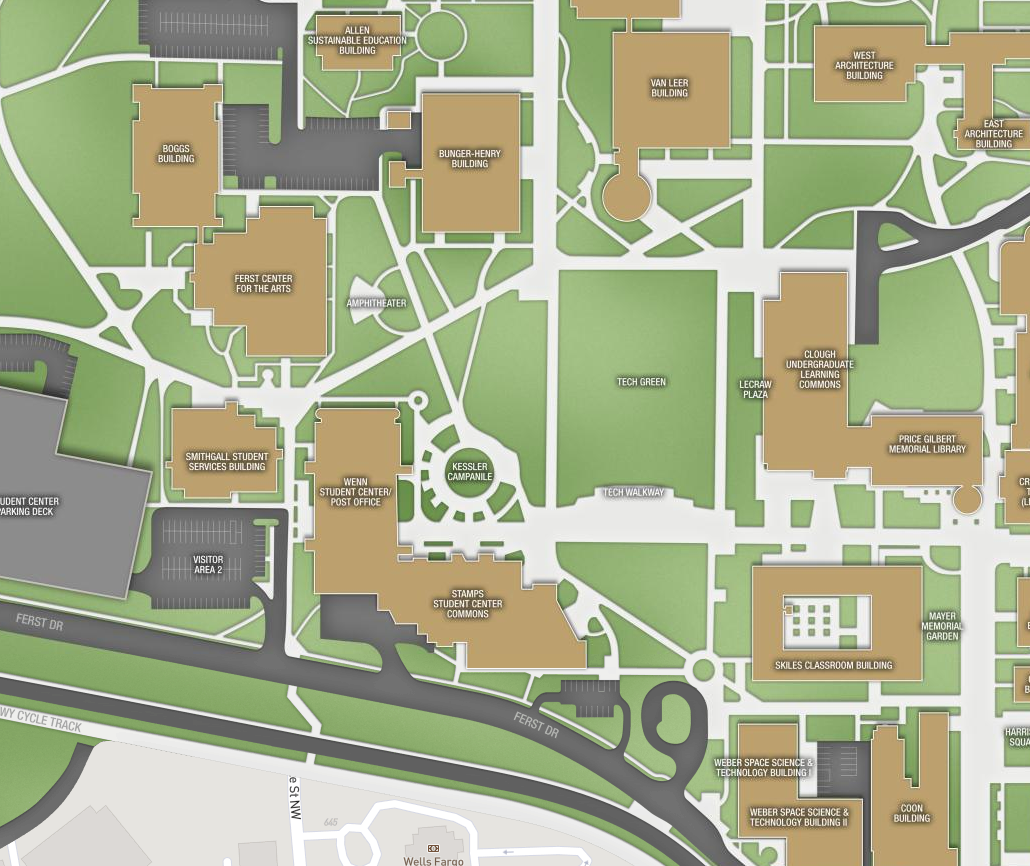 ALLEN
SUSTAINABLE EDUCATION
BUILDING
VAN LEER
BUILDING
WEST
ARCHITECTURE
BUILDING
EAST
ARCHITECTURE
BUILDING
BOGGS
BUILDING
BUNGER-HENRY
BUILDING
FERST CENTER
FOR THE ARTS
AMPHITHEATER
TECH GREEN
LECRAW
PLAZA
CLOUGH
UNDERGRADUATE
LEARNING
COMMONS
PRICE GILBERT
MEMORIAL LIBRARY
SMITHGALL STUDENT
SERVICES BUILDING
WENN
STUDENT CENTER/
POST OFFICE
KESSLER
CAMPANILE
TECH WALKWAY
UDENT CENTER
ARKING DECK
CR
T
(L
VISITOR
AREA 2
STAMPS
STUDENT CENTER
COMMONS
MAYER
MEMORIAL
GARDEN
SKILES CLASSROOM BUILDING
FERST DR
FERST DR
WY CYCLE TRACK
HARRIS
SQUA
WEBER SPACE SCIENCE &
TECHNOLOGY BUILDING I
WEBER SPACE SCIENCE &
TECHNOLOGY BUILDING II
COON
BUILDING
e St NW
645
Wells Fargo